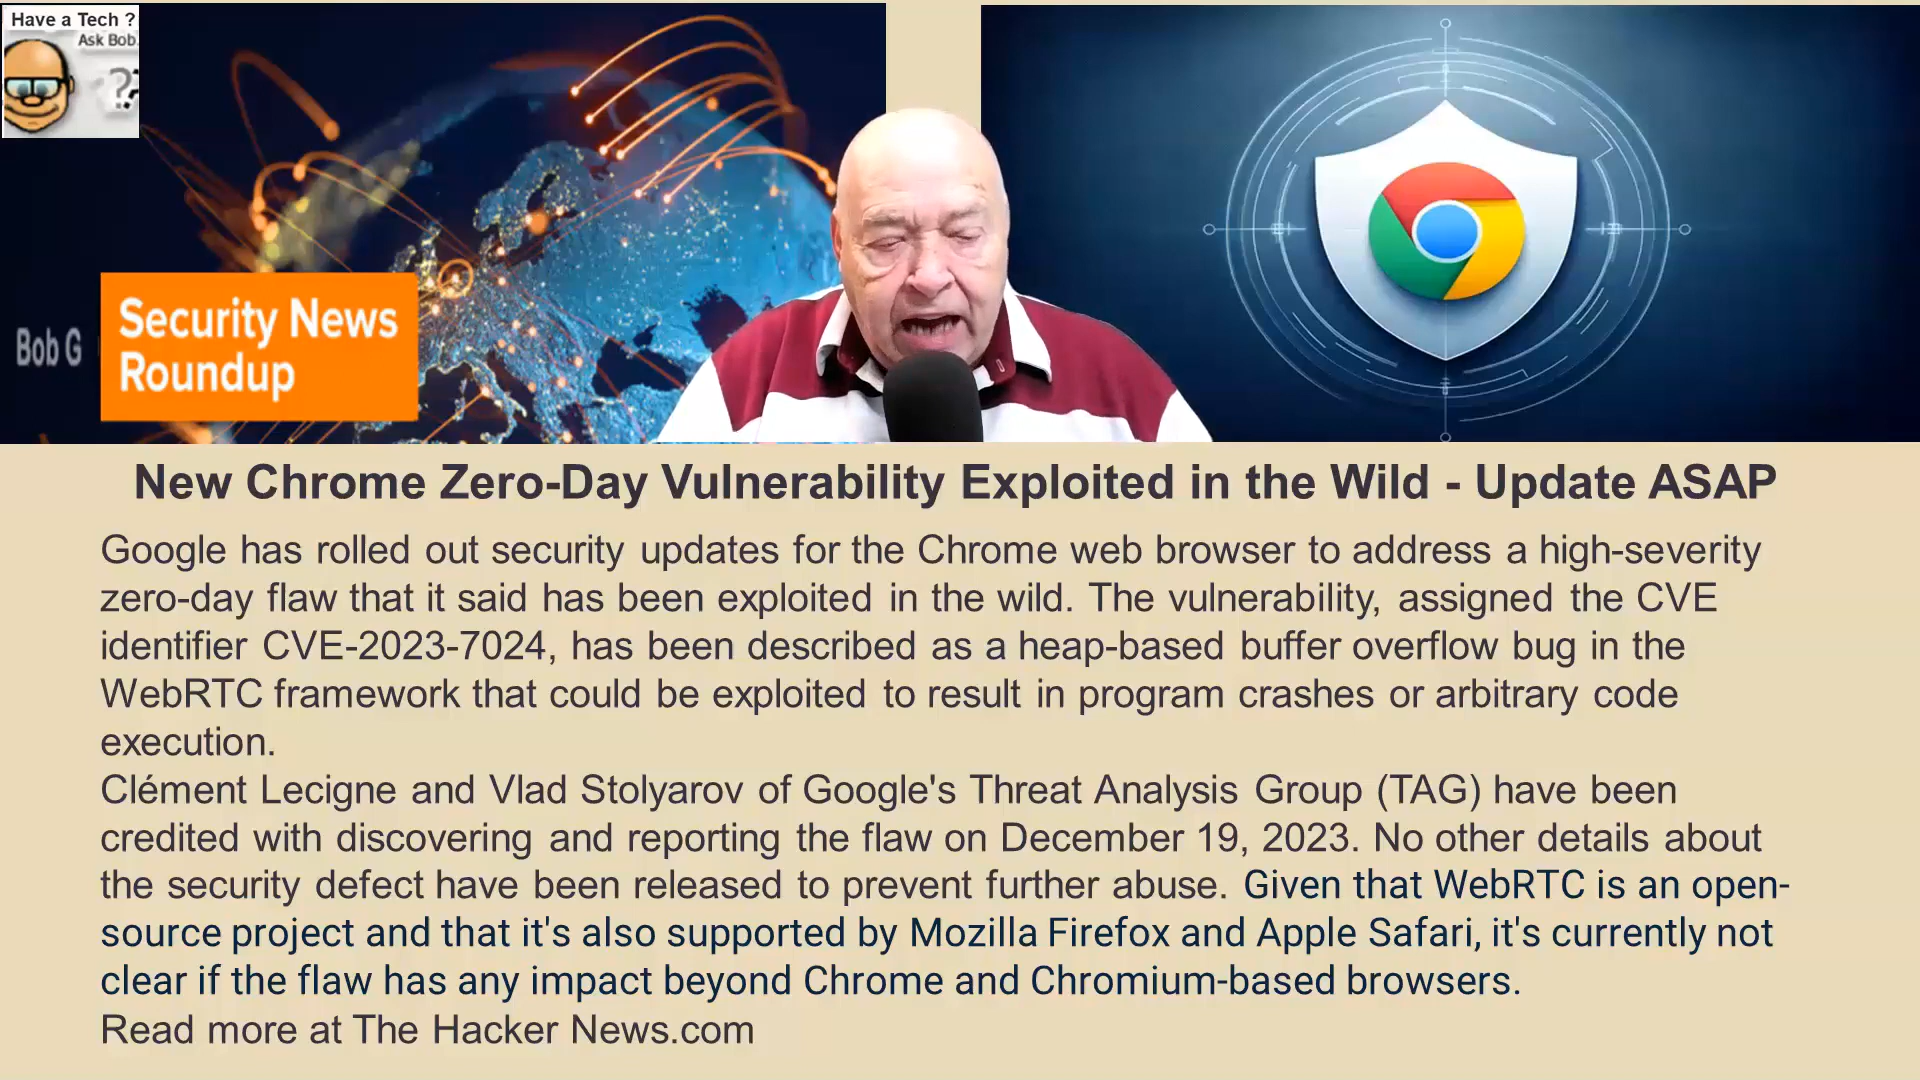 Have a Tech ?
Ask Bob.
??
Bob G
Security News
Roundup
New Chrome Zero-Day Vulnerability Exploited in the Wild - Update ASAP
Google has rolled out security updates for the Chrome web browser to address a high-severity
zero-day flaw that it said has been exploited in the wild. The vulnerability, assigned the CVE
identifier CVE-2023-7024, has been described as a heap-based buffer overflow bug in the
WebRTC framework that could be exploited to result in program crashes or arbitrary code
execution.
Clément Lecigne and Vlad Stolyarov of Google's Threat Analysis Group (TAG) have been
credited with discovering and reporting the flaw on December 19, 2023. No other details about
the security defect have been released to prevent further abuse. Given that WebRTC is an open-
source project and that it's also supported by Mozilla Firefox and Apple Safari, it's currently not
clear if the flaw has any impact beyond Chrome and Chromium-based browsers.
Read more at The Hacker News.com